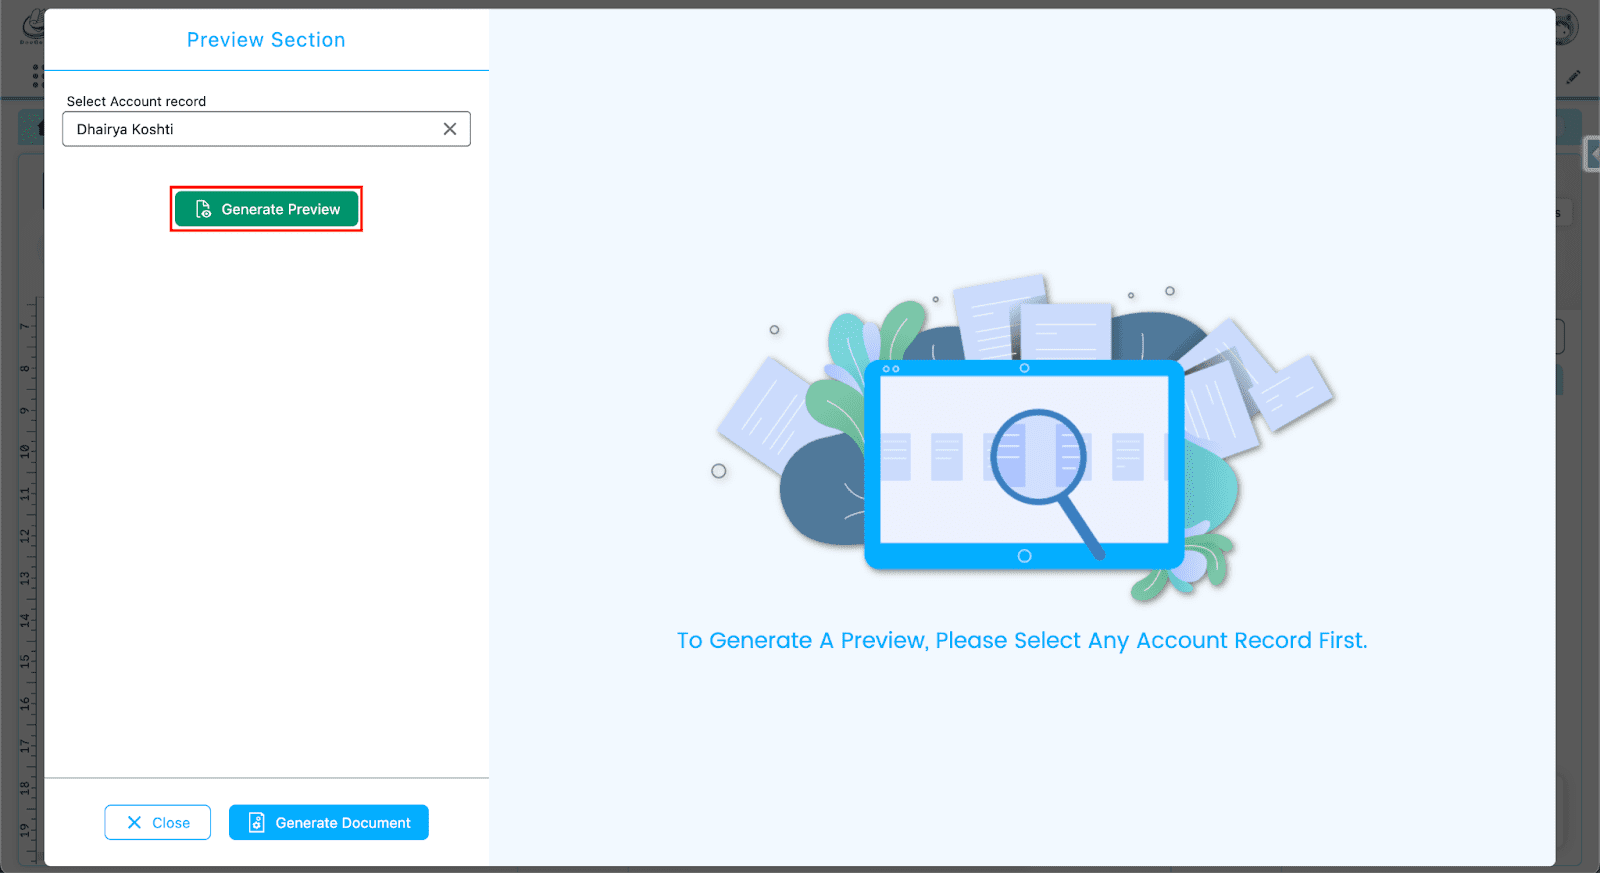 Preview Section
Select Account record
Dhairya Koshti
Generate Preview
To Generate A Preview, Please Select Any Account Record First.
Close
Generate Document
7
8
9
10
11
12
13
14
15
16
17
18
19
s